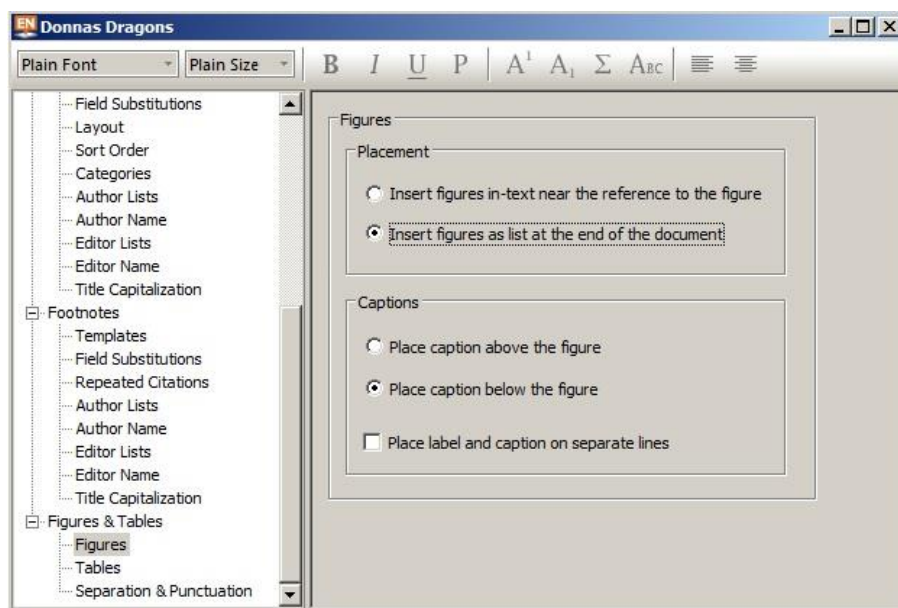 EN Donnas Dragons
Plain Font Plain Size B I U P A1 A1 Σ ABC
Field Substitutions
Layout
Sort Order
Categories
Author Lists
Author Name
Editor Lists
Editor Name
Title Capitalization
Footnotes
Templates
Field Substitutions
Repeated Citations
Author Lists
Author Name
Editor Lists
Editor Name
Title Capitalization
Figures & Tables
Figures
Tables
Separation & Punctuation
Figures
Placement
Insert figures in-text near the reference to the figure
Insert figures as list at the end of the document
Captions
Place caption above the figure
Place caption below the figure
Place label and caption on separate lines